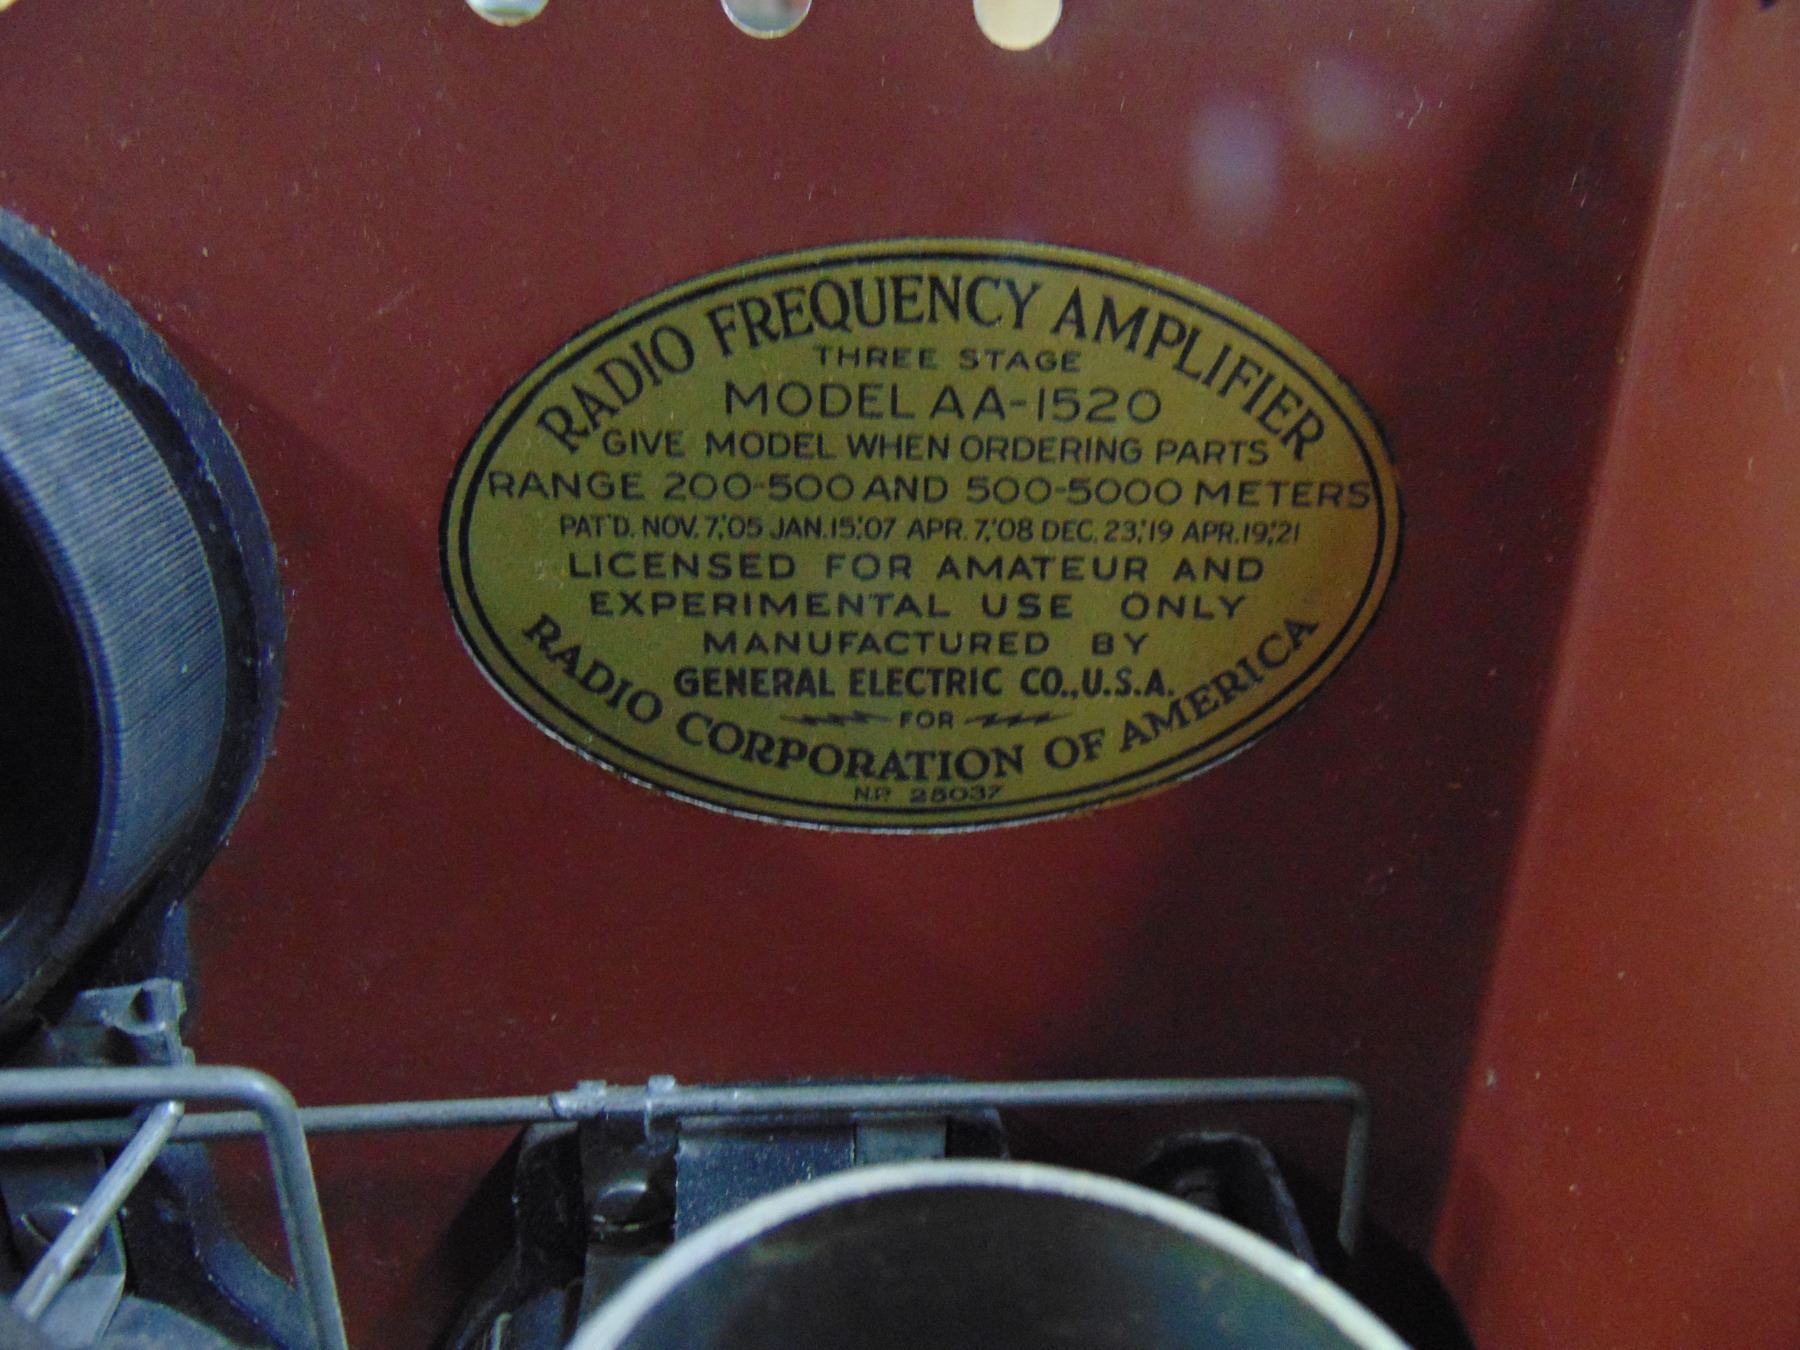 RADIO FREQUENCY AMPLIFIER
THREE STAGE
MODEL AA-1520
GIVE MODEL WHEN ORDERING PARTS
RANGE 200-500 AND 500-5000 METERS
PAT'D. NOV. 7,'05 JAN. 15,'07 APR. 7,'08 DEC. 23,'19 APR. 19,'21
LICENSED FOR AMATEUR AND
EXPERIMENTAL USE ONLY
MANUFACTURED BY
GENERAL ELECTRIC CO., U.S.A.
FOR
RADIO CORPORATION OF AMERICA
N.P. 25037